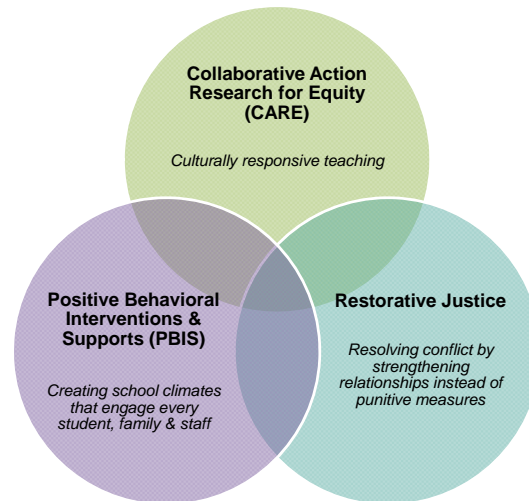 Collaborative Action
Research for Equity
(CARE)
Culturally responsive teaching
Positive Behavioral
Interventions &
Supports (PBIS)
Creating school climates
that engage every
student, family & staff
Restorative Justice
Resolving conflict by
strengthening
relationships instead of
punitive measures